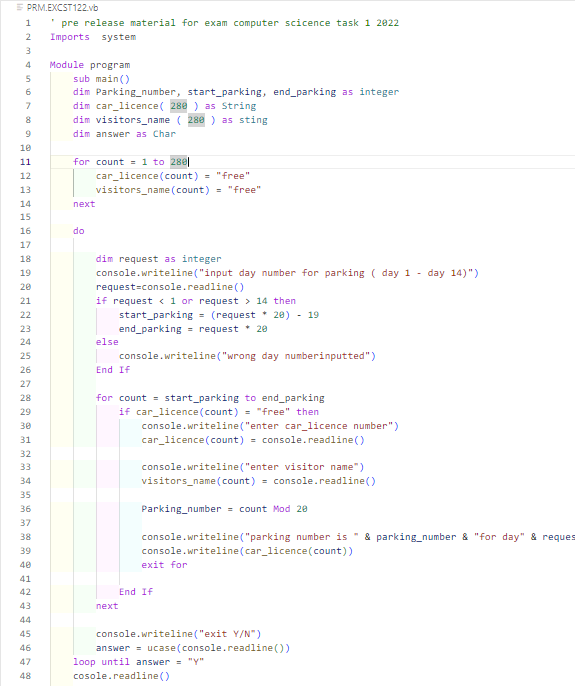 PRM.EXCST122.vb
1 ' pre release material for exam computer scicence task 1 2022
2 Imports system
3
4 Module program
5 sub main()
6 dim Parking_number, start_parking, end_parking as integer
7 dim car_licence( 280 ) as String
8 dim visitors_name ( 280 ) as sting
9 dim answer as Char
10
11 for count = 1 to 280
12 car_licence(count) = "free"
13 visitors_name(count) = "free"
14 next
15
16 do
17
18 dim request as integer
19 console.writeline("input day number for parking ( day 1 - day 14)")
20 request=console.readline()
21 if request < 1 or request > 14 then
22 start_parking = (request * 20) - 19
23 end_parking = request * 20
24 else
25 console.writeline("wrong day numberinputted")
26 End If
27
28 for count = start_parking to end_parking
29 if car_licence(count) = "free" then
30 console.writeline("enter car_licence number")
31 car_licence(count) = console.readline()
32
33 console.writeline("enter visitor name")
34 visitors_name(count) = console.readline()
35
36 Parking_number = count Mod 20
37
38 console.writeline("parking number is " & parking_number & "for day" & reques
39 console.writeline(car_licence(count))
40 exit for
41
42 End If
43 next
44
45 console.writeline("exit Y/N")
46 answer = ucase(console.readline())
47 loop until answer = "Y"
48 cosole.readline()